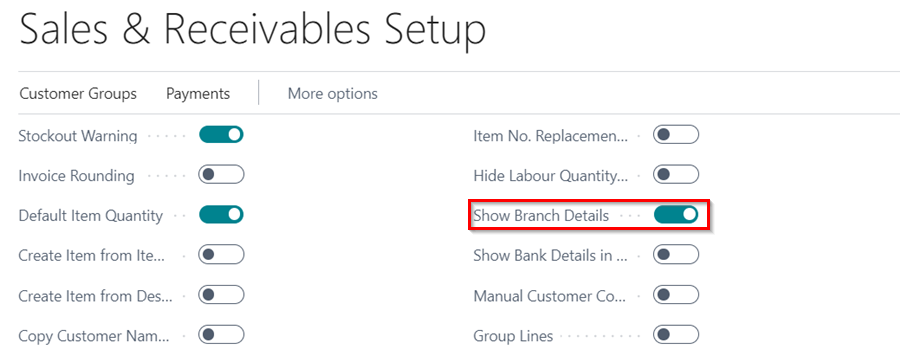 Sales & Receivables Setup
Customer Groups Payments More options
Stockout Warning
Invoice Rounding
Default Item Quantity
Create Item from Ite...
Create Item from Des...
Copy Customer Nam...
Item No. Replacemen...
Hide Labour Quantity...
Show Branch Details
Show Bank Details in ...
Manual Customer Co...
Group Lines